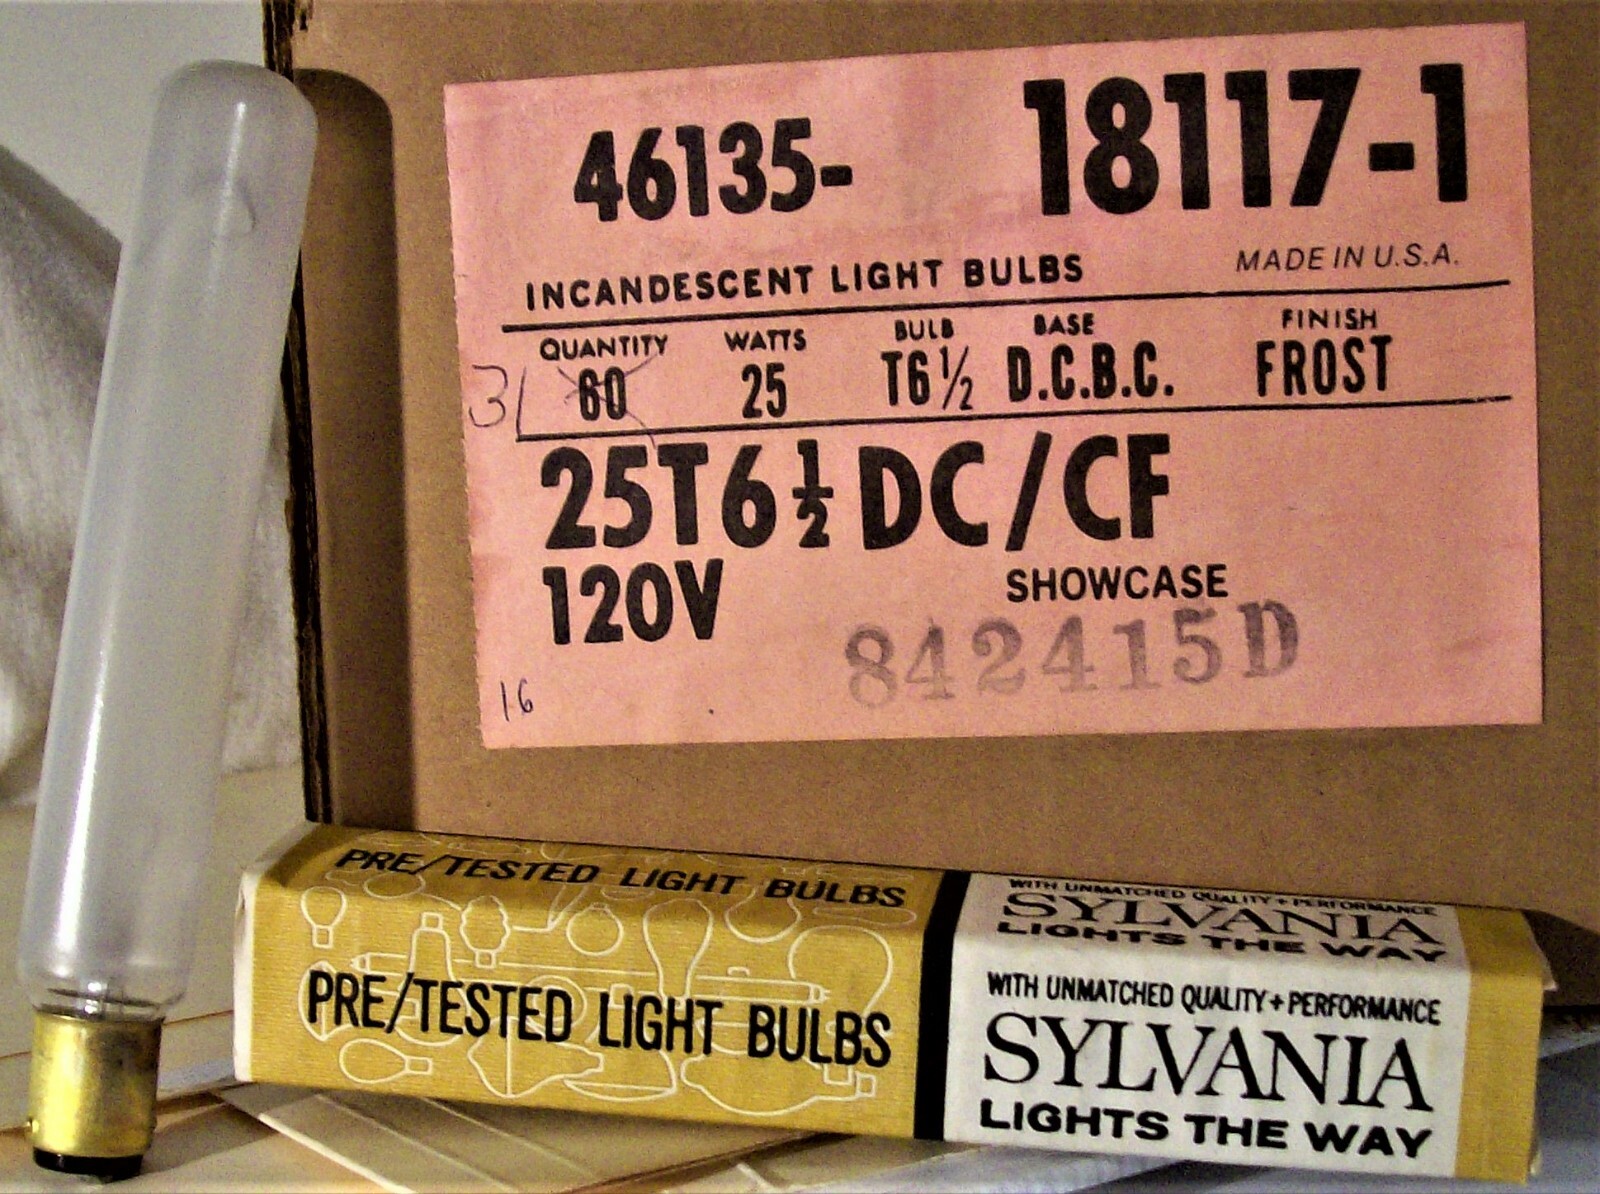 46135- 18117-1
INCANDESCENT LIGHT BULBS MADE IN U.S.A.
QUANTITY WATTS BULB BASE FINISH
31 60 25 T6½ D.C.B.C. FROST
25T6½DC/CF
120V SHOWCASE
842415D
16
PRE/TESTED LIGHT BULBS
WITH UNMATCHED QUALITY + PERFORMANCE
SYLVANIA
LIGHTS THE WAY
PRE/TESTED LIGHT BULBS
WITH UNMATCHED QUALITY + PERFORMANCE
SYLVANIA
LIGHTS THE WAY